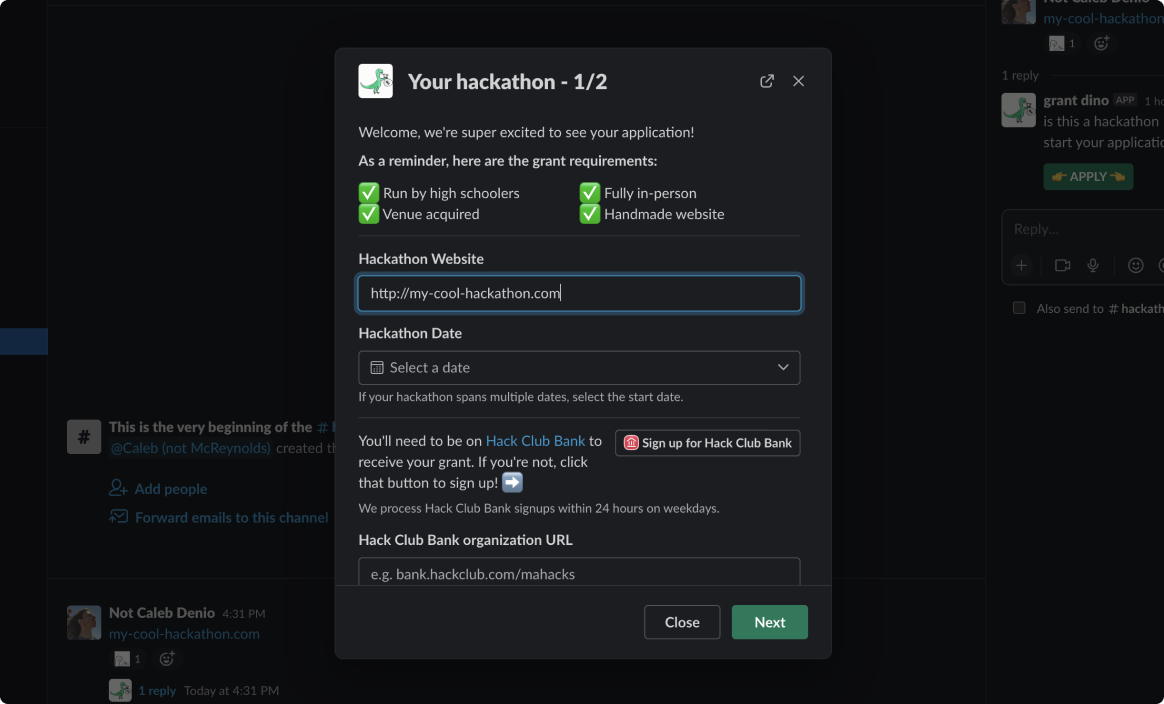 Your hackathon - 1/2
Welcome, we're super excited to see your application!
As a reminder, here are the grant requirements:
✅ Run by high schoolers
✅ Fully in-person
✅ Venue acquired
✅ Handmade website
Hackathon Website
http://my-cool-hackathon.com
Hackathon Date
Select a date
If your hackathon spans multiple dates, select the start date.
You'll need to be on Hack Club Bank to
receive your grant. If you're not, click
that button to sign up! ➡️
Sign up for Hack Club Bank
We process Hack Club Bank signups within 24 hours on weekdays.
Hack Club Bank organization URL
e.g. bank.hackclub.com/mahacks
Close
Next
# This is the very beginning of the #
@Caleb (not McReynolds) created
Add people
Forward emails to this channel
Not Caleb Denio 4:31 PM
my-cool-hackathon.com
1
1 reply Today at 4:31 PM
Not Caleb Denio
my-cool-hackathon
1
1 reply
grant dino APP 1
is this a hackathon
start your
👉 APPLY 👈
Reply...
Also send to #